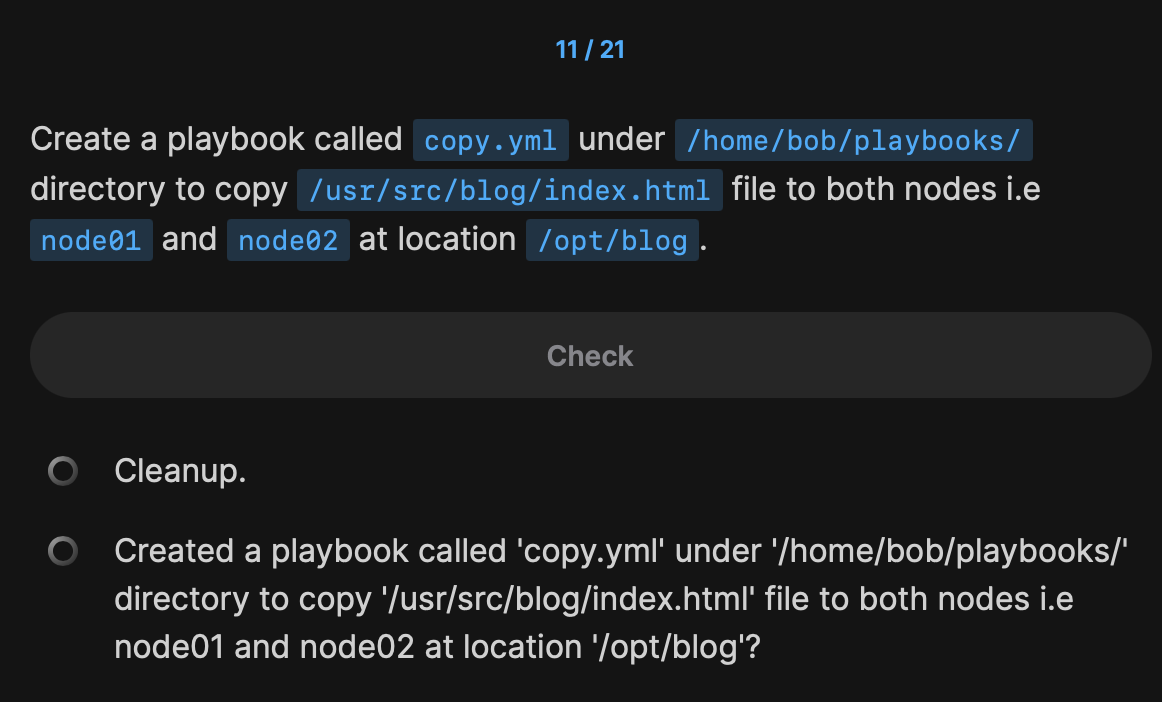 11 / 21
Create a playbook called copy.yml under /home/bob/playbooks/
directory to copy /usr/src/blog/index.html file to both nodes i.e
node01 and node02 at location /opt/blog.
Check
Cleanup.
Created a playbook called 'copy.yml' under '/home/bob/playbooks/'
directory to copy '/usr/src/blog/index.html' file to both nodes i.e
node01 and node02 at location '/opt/blog'?